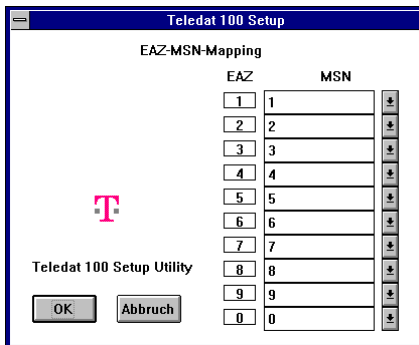 Teledat 100 Setup
EAZ-MSN-Mapping
EAZ MSN
1 1
2 2
3 3
4 4
5 5
6 6
7 7
8 8
9 9
0 0
T
Teledat 100 Setup Utility
OK Abbruch